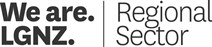 We are.
LGNZ.
Regional
Sector